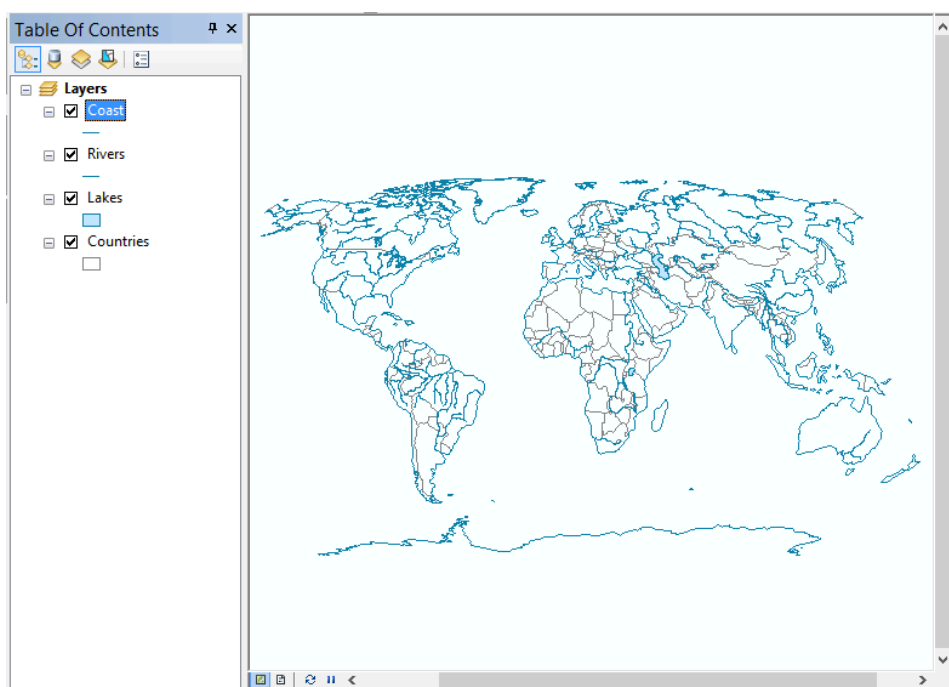 Table Of Contents
Layers
Coast
Rivers
Lakes
Countries